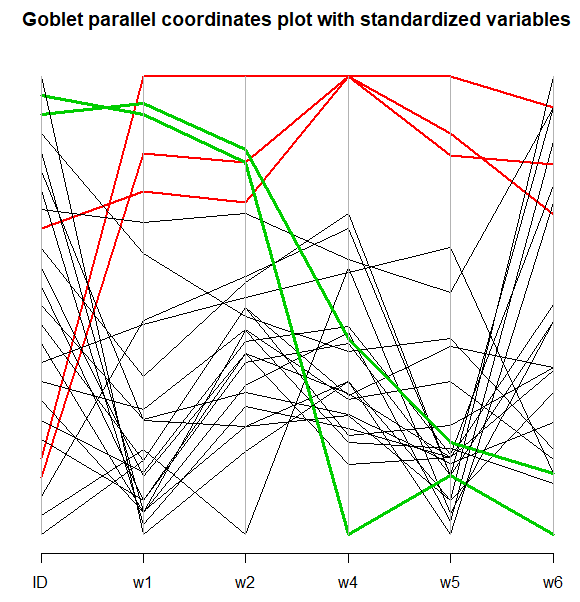 Goblet parallel coordinates plot with standardized variables
ID w1 w2 w4 w5 w6